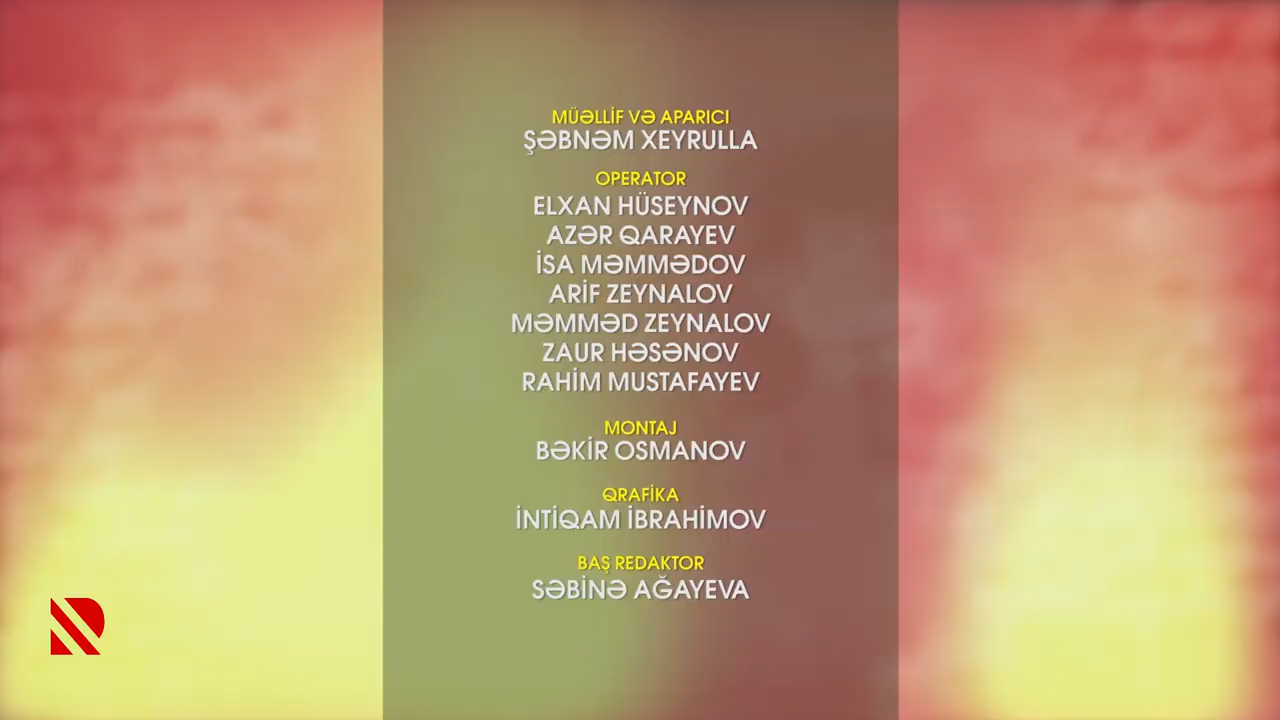 MÜƏLLİF VƏ APARICI
ŞƏBNƏM XEYRULLA
OPERATOR
ELXAN HÜSEYNOV
AZƏR QARAYEV
İSA MƏMMƏDOV
ARİF ZEYNALOV
MƏMMƏD ZEYNALOV
ZAUR HƏSƏNOV
RAHİM MUSTAFAYEV
MONTAJ
BƏKİR OSMANOV
QRAFİKA
İNTİQAM İBRAHİMOV
BAŞ REDAKTOR
SƏBİNƏ AĞAYEVA